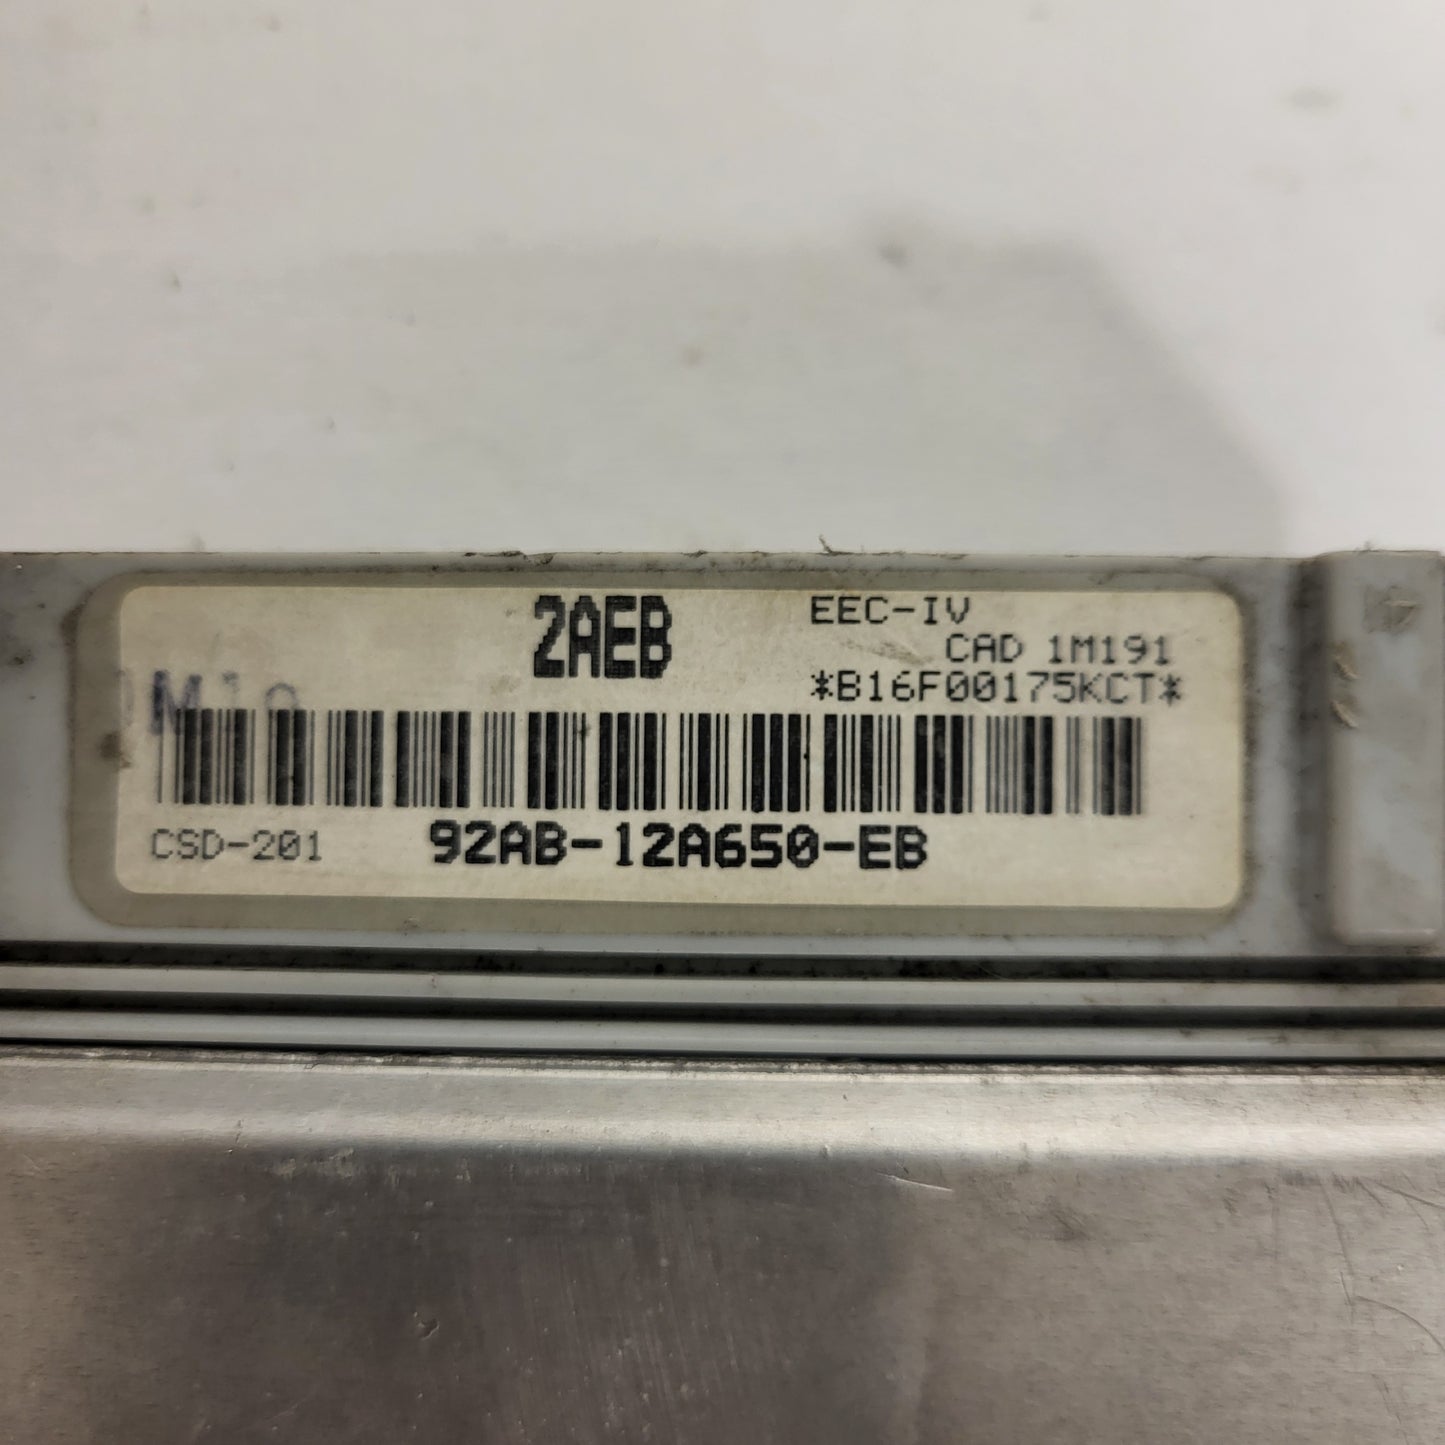 2AEB
EEC-IV
CAD 1M191
*B16F00175KCT*
CSD-201
92AB-12A650-EB